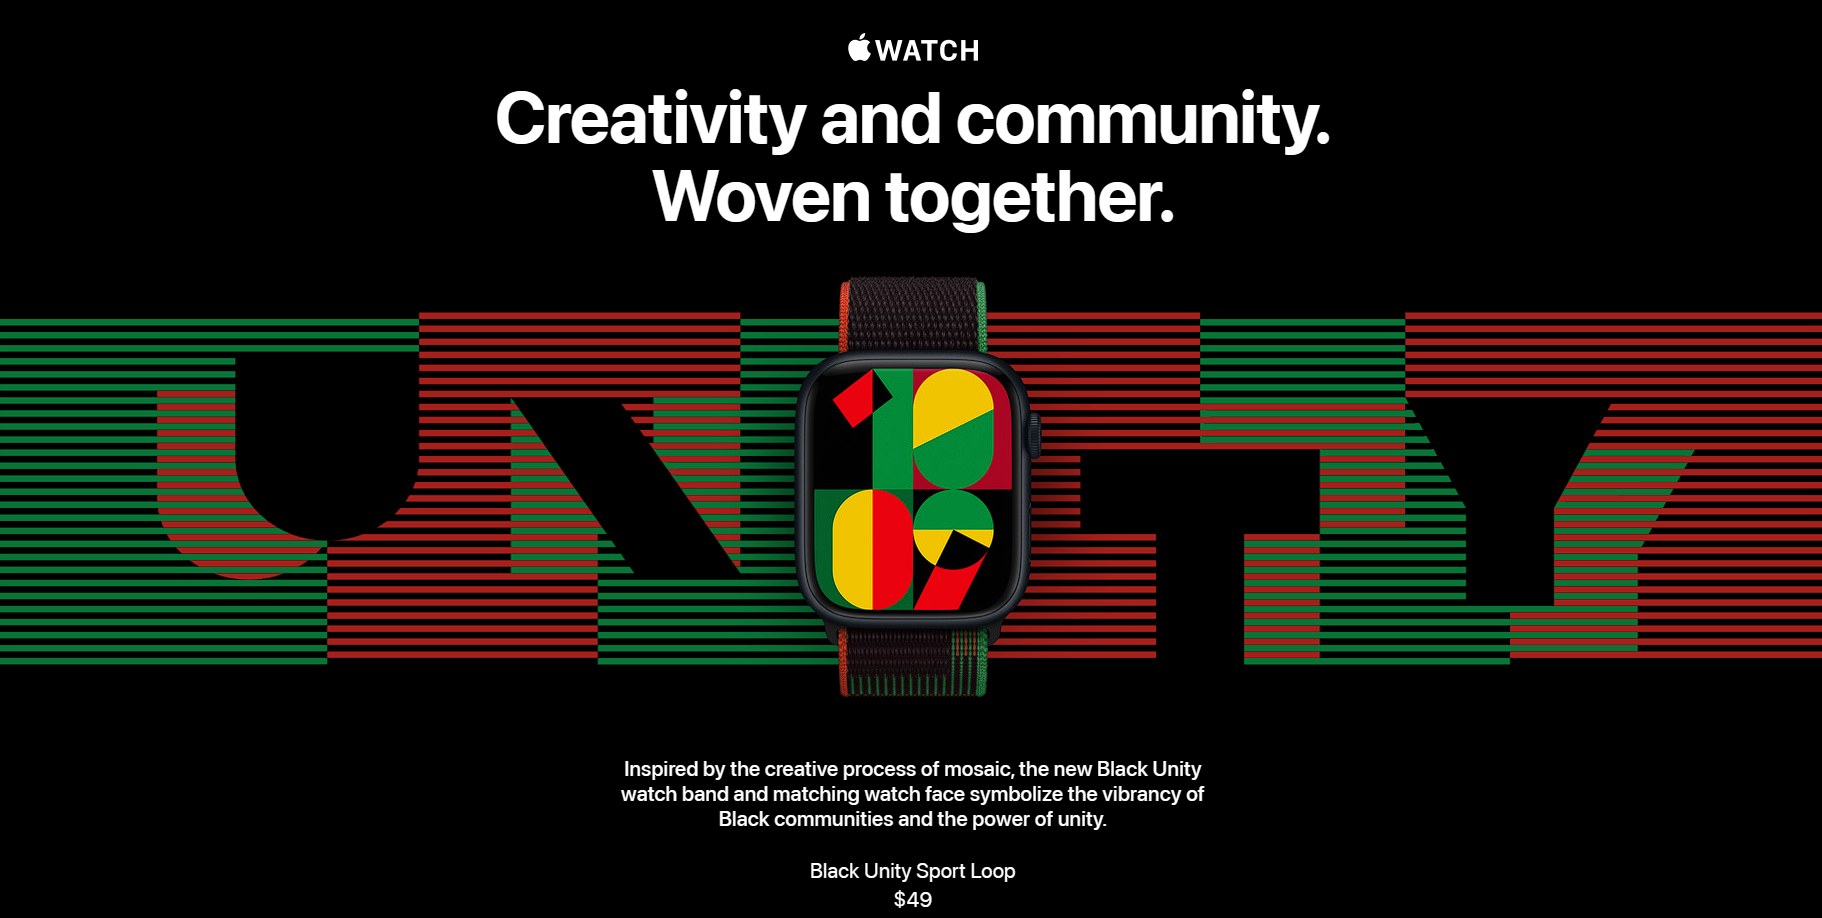 WATCH
Creativity and community.
Woven together.
UNITY
10
09
Inspired by the creative process of mosaic, the new Black Unity
watch band and matching watch face symbolize the vibrancy of
Black communities and the power of unity.
Black Unity Sport Loop
$49